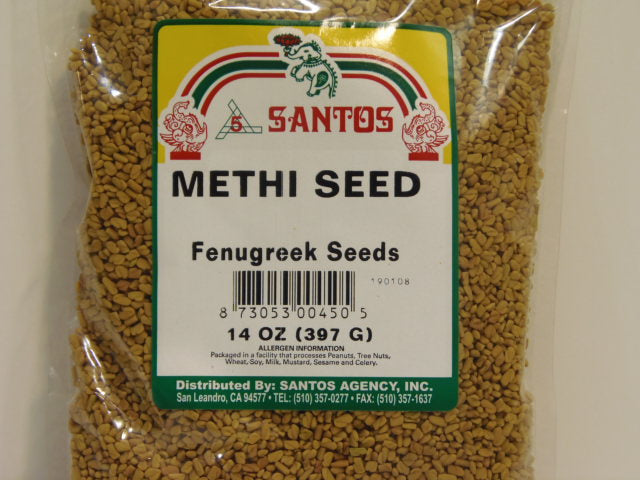 5 SANTOS
METHI SEED
Fenugreek Seeds
190108
8 73053 00450 5
14 OZ (397 G)
ALLERGEN INFORMATION
Packaged in a facility that processes Peanuts, Tree Nuts,
Wheat, Soy, Milk, Mustard, Sesame and Celery.
Distributed By: SANTOS AGENCY, INC.
San Leandro, CA 94577 • TEL: (510) 357-0277 • FAX: (510) 357-1637